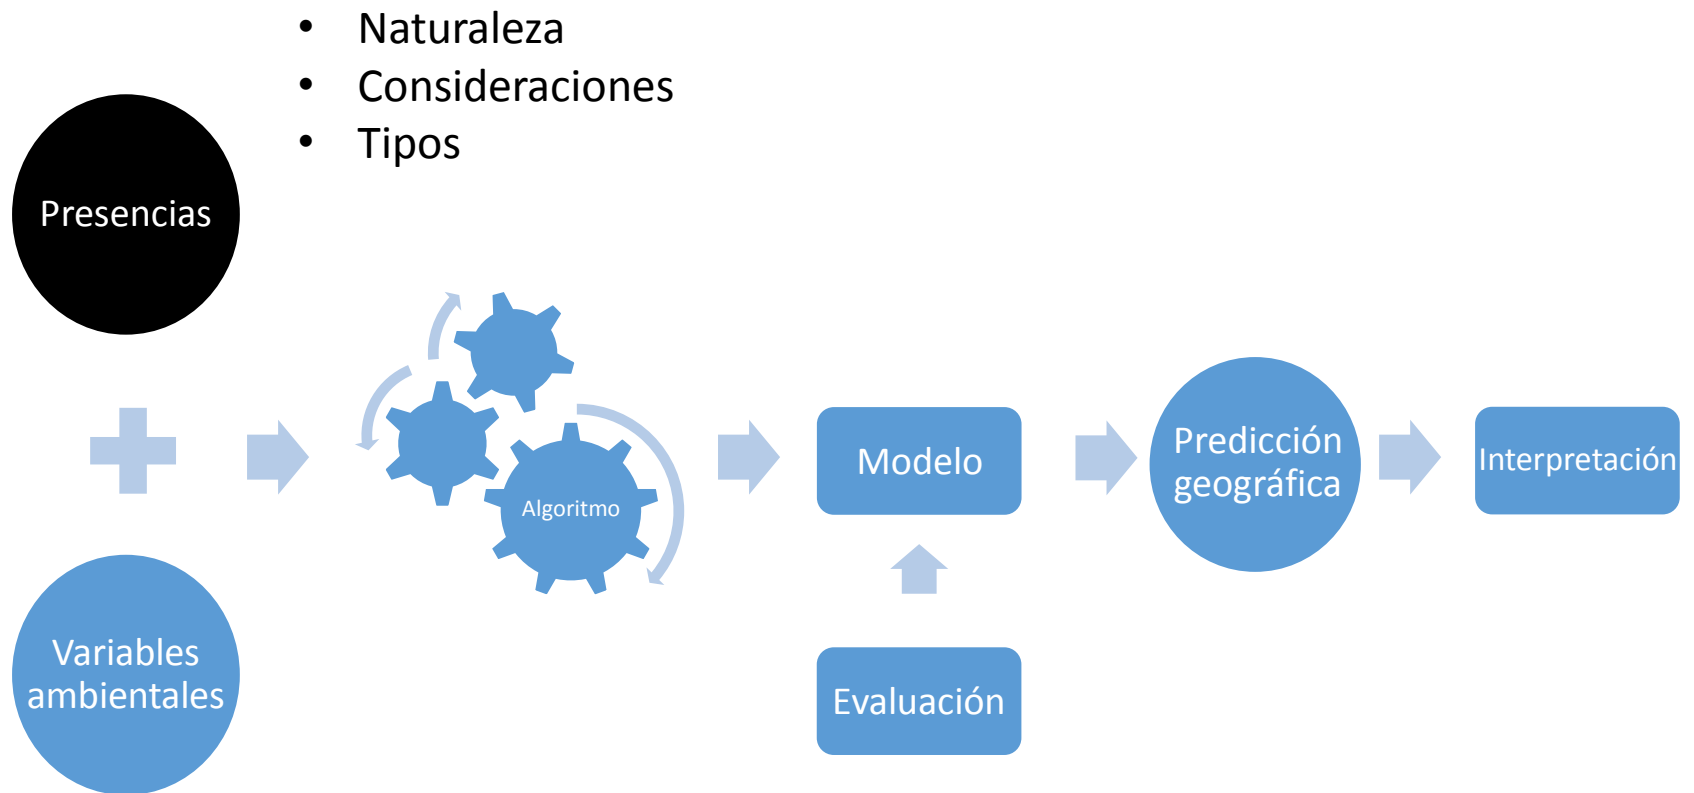 • Naturaleza
• Consideraciones
• Tipos
Presencias
Variables
ambientales
Algoritmo
Modelo
Evaluación
Predicción
geográfica
Interpretación